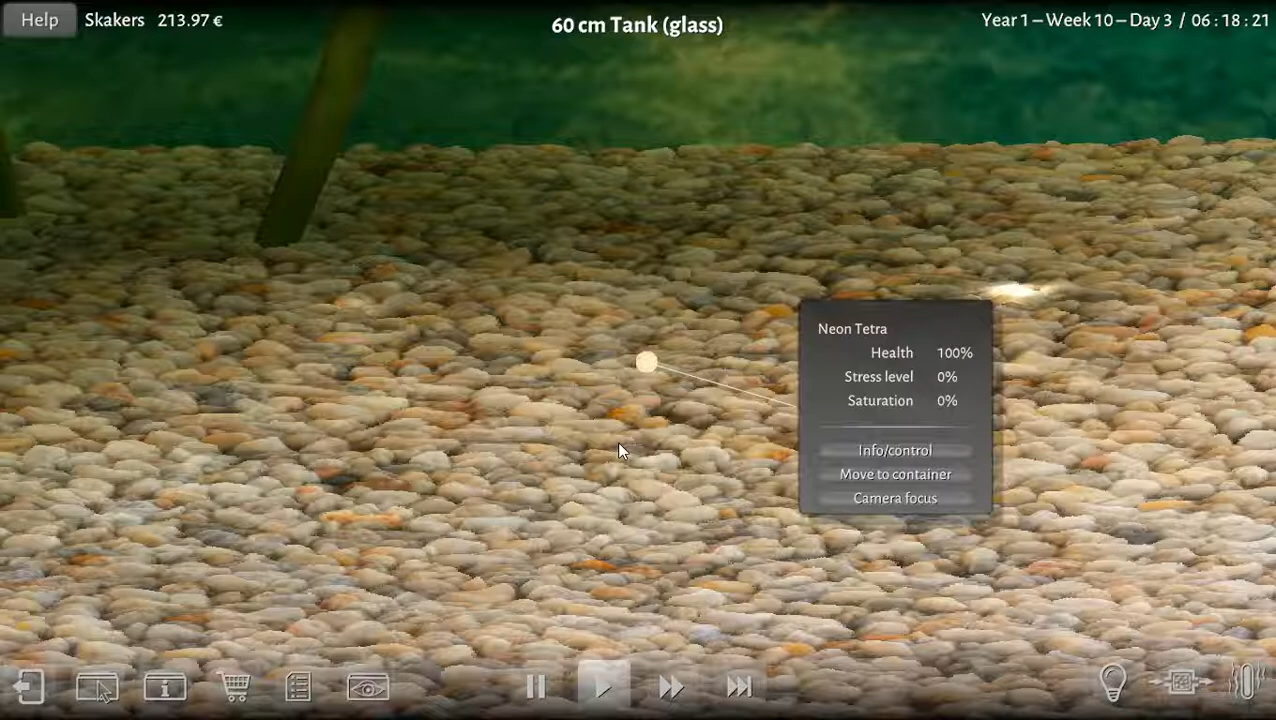 Help Skakers 213.97 € 60 cm Tank (glass) Year 1 – Week 10 – Day 3 / 06 : 18 : 21
Neon Tetra
Health 100%
Stress level 0%
Saturation 0%
Info/control
Move to container
Camera focus